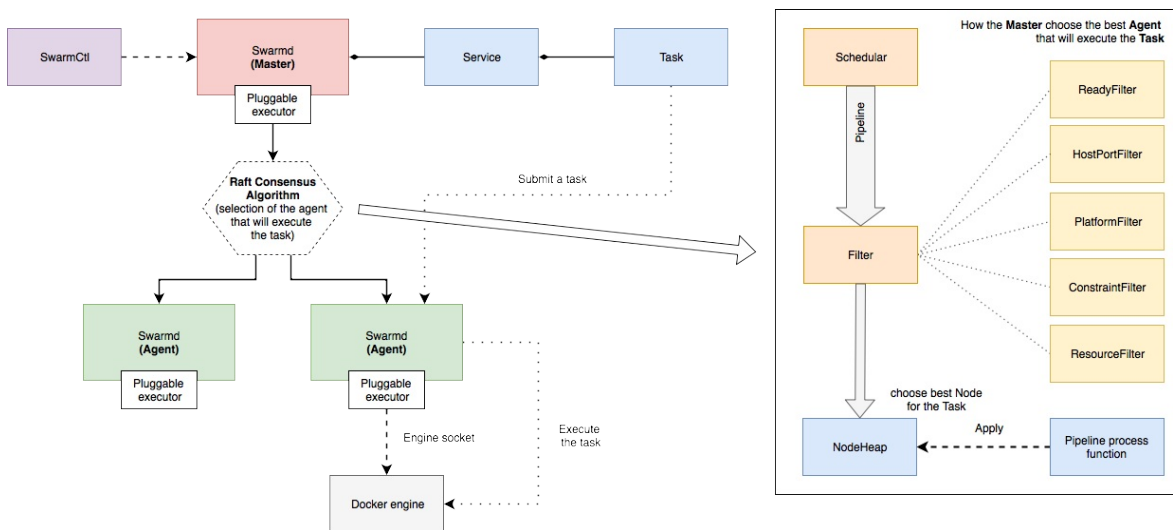 SwarmCtl
Swarmd
(Master)
Pluggable
executor
Service
Task
Raft Consensus
Algorithm
(selection of the agent
that will execute
the task)
Submit a task
Swarmd
(Agent)
Pluggable
executor
Swarmd
(Agent)
Pluggable
executor
Engine socket
Execute
the task
Docker engine
How the Master choose the best Agent
that will execute the Task
Schedular
Pipeline
Filter
ReadyFilter
HostPortFilter
PlatformFilter
ConstraintFilter
ResourceFilter
choose best Node
for the Task
NodeHeap
Apply
Pipeline process
function